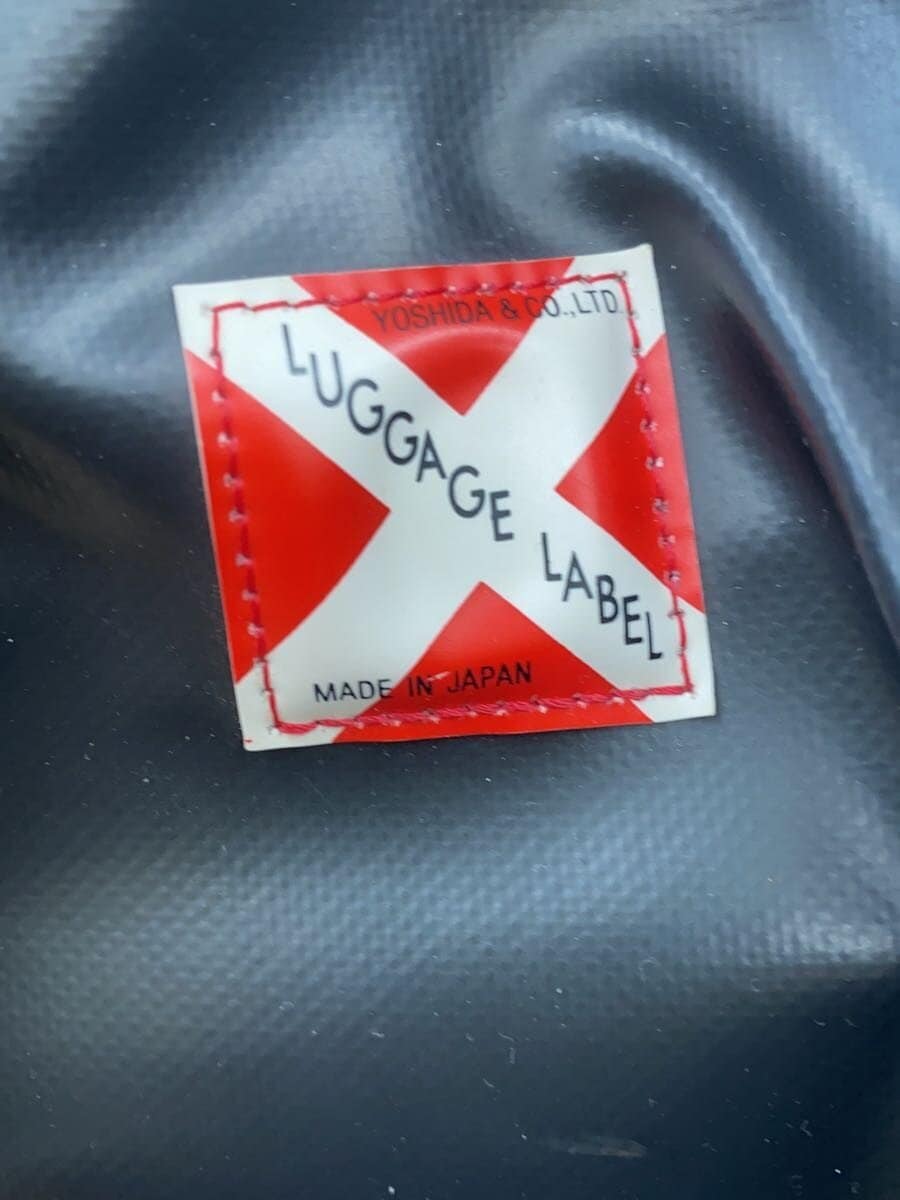 YOSHIDA & CO.,LTD.
LUGGAGE LABEL
MADE IN JAPAN